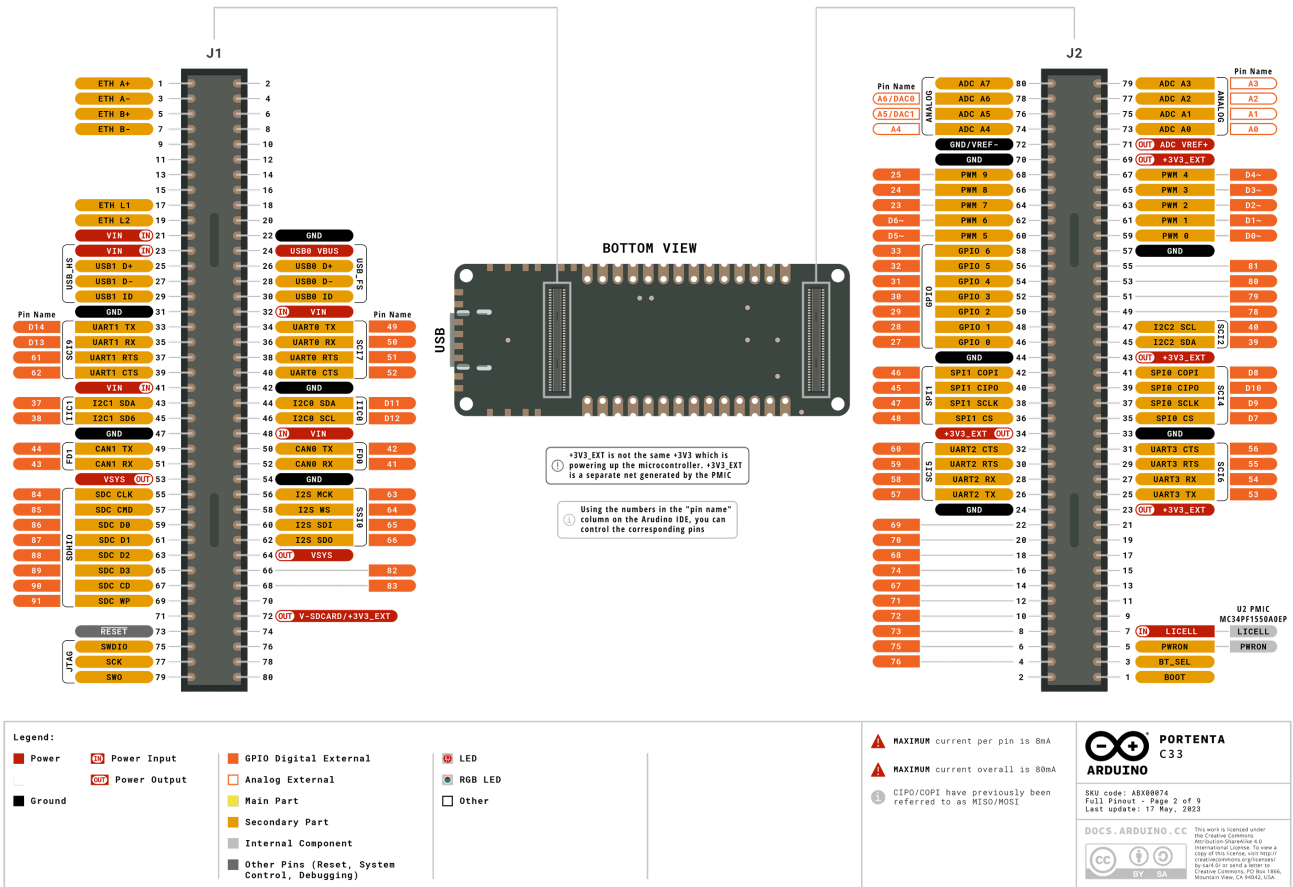 J1
J2
BOTTOM VIEW
USB
ETH A+ 1 2
ETH A- 3 4
ETH B+ 5 6
ETH B- 7 8
9 10
11 12
13 14
15 16
ETH L1 17 18
ETH L2 19 20
VIN IN 21 22 GND
VIN IN 23 24 USB0 VBUS
USB1 D+ 25 26 USB0 D+
USB1 D- 27 28 USB0 D-
USB1 ID 29 30 USB0 ID
USB_HS
USB_FS
GND 31 32 IN VIN
Pin Name
Pin Name
D14 UART1 TX 33 34 UART0 TX 49
D13 UART1 RX 35 36 UART0 RX 50
61 UART1 RTS 37 38 UART0 RTS 51
62 UART1 CTS 39 40 UART0 CTS 52
SCI9
SCI7
VIN IN 41 42 GND
37 I2C1 SDA 43 44 I2C0 SDA D11
38 I2C1 SD6 45 46 I2C0 SCL D12
IIC1
IIC0
GND 47 48 IN VIN
44 CAN1 TX 49 50 CAN0 TX 42
43 CAN1 RX 51 52 CAN0 RX 41
FD1
FD0
VSYS OUT 53 54 GND
84 SDC CLK 55 56 I2S MCK 63
85 SDC CMD 57 58 I2S WS 64
86 SDC D0 59 60 I2S SDI 65
87 SDC D1 61 62 I2S SDO 66
88 SDC D2 63 64 OUT VSYS
89 SDC D3 65 66 82
90 SDC CD 67 68 83
91 SDC WP 69 70
SDHIO
SSI0
71 72 OUT V-SDCARD/+3V3_EXT
RESET 73 74
SWDIO 75 76
SCK 77 78
SWO 79 80
JTAG
+3V3_EXT is not the same +3V3 which is
powering up the microcontroller. +3V3_EXT
is a separate net generated by the PMIC
Using the numbers in the "pin name"
column on the Arudino IDE, you can
control the corresponding pins
Pin Name
Pin Name
ADC A7 80 79 ADC A3 A3
A6/DAC0 ADC A6 78 77 ADC A2 A2
A5/DAC1 ADC A5 76 75 ADC A1 A1
A4 ADC A4 74 73 ADC A0 A0
ANALOG
ANALOG
GND/VREF- 72 71 OUT ADC VREF+
GND 70 69 OUT +3V3_EXT
25 PWM 9 68 67 PWM 4 D4~
24 PWM 8 66 65 PWM 3 D3~
23 PWM 7 64 63 PWM 2 D2~
D6~ PWM 6 62 61 PWM 1 D1~
D5~ PWM 5 60 59 PWM 0 D0~
33 GPIO 6 58 57 GND
32 GPIO 5 56 55 81
31 GPIO 4 54 53 80
30 GPIO 3 52 51 79
29 GPIO 2 50 49 78
28 GPIO 1 48 47 I2C2 SCL 40
27 GPIO 0 46 45 I2C2 SDA 39
GPIO
SCI2
GND 44 43 OUT +3V3_EXT
46 SPI1 COPI 42 41 SPI0 COPI D8
45 SPI1 CIPO 40 39 SPI0 CIPO D10
47 SPI1 SCLK 38 37 SPI0 SCLK D9
48 SPI1 CS 36 35 SPI0 CS D7
SPI1
SCI4
+3V3_EXT OUT 34 33 GND
60 UART2 CTS 32 31 UART3 CTS 56
59 UART2 RTS 30 29 UART3 RTS 55
58 UART2 RX 28 27 UART3 RX 54
57 UART2 TX 26 25 UART3 TX 53
SCI5
SCI6
GND 24 23 OUT +3V3_EXT
69 22 21
70 20 19
68 18 17
74 16 15
67 14 13
71 12 11
72 10 9
U2 PMIC
MC34PF1550A0EP
73 8 7 IN LICELL LICELL
75 6 5 PWRON PWRON
76 4 3 BT_SEL
2 1 BOOT
Legend:
Power
IN Power Input
OUT Power Output
Ground
GPIO Digital External
Analog External
Main Part
Secondary Part
Internal Component
Other Pins (Reset, System
Control, Debugging)
LED
RGB LED
Other
MAXIMUM current per pin is 8mA
MAXIMUM current overall is 80mA
CIPO/COPI have previously been
referred to as MISO/MOSI
ARDUINO
PORTENTA
C33
SKU code: ABX00074
Full Pinout - Page 2 of 9
Last update: 17 May, 2023
DOCS.ARDUINO.CC
cc
BY SA
This work is licensed under
the Creative Commons
Attribution-ShareAlike 4.0
International License. To view a
copy of this license, visit http://
creativecommons.org/licenses/
by-sa/4.0/ or send a letter to
Creative Commons, PO Box 1866,
Mountain View, CA 94042, USA.